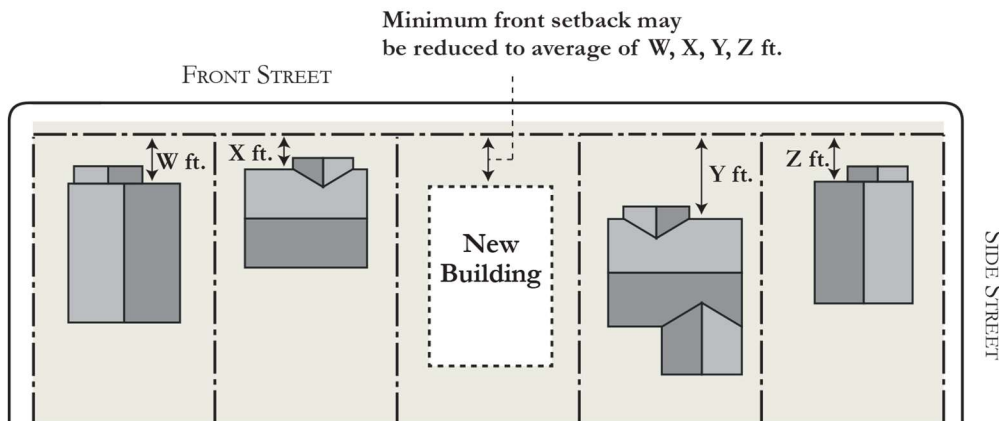 Minimum front setback may
be reduced to average of W, X, Y, Z ft.
FRONT STREET
W ft.
X ft.
Y ft.
Z ft.
New
Building
SIDE STREET